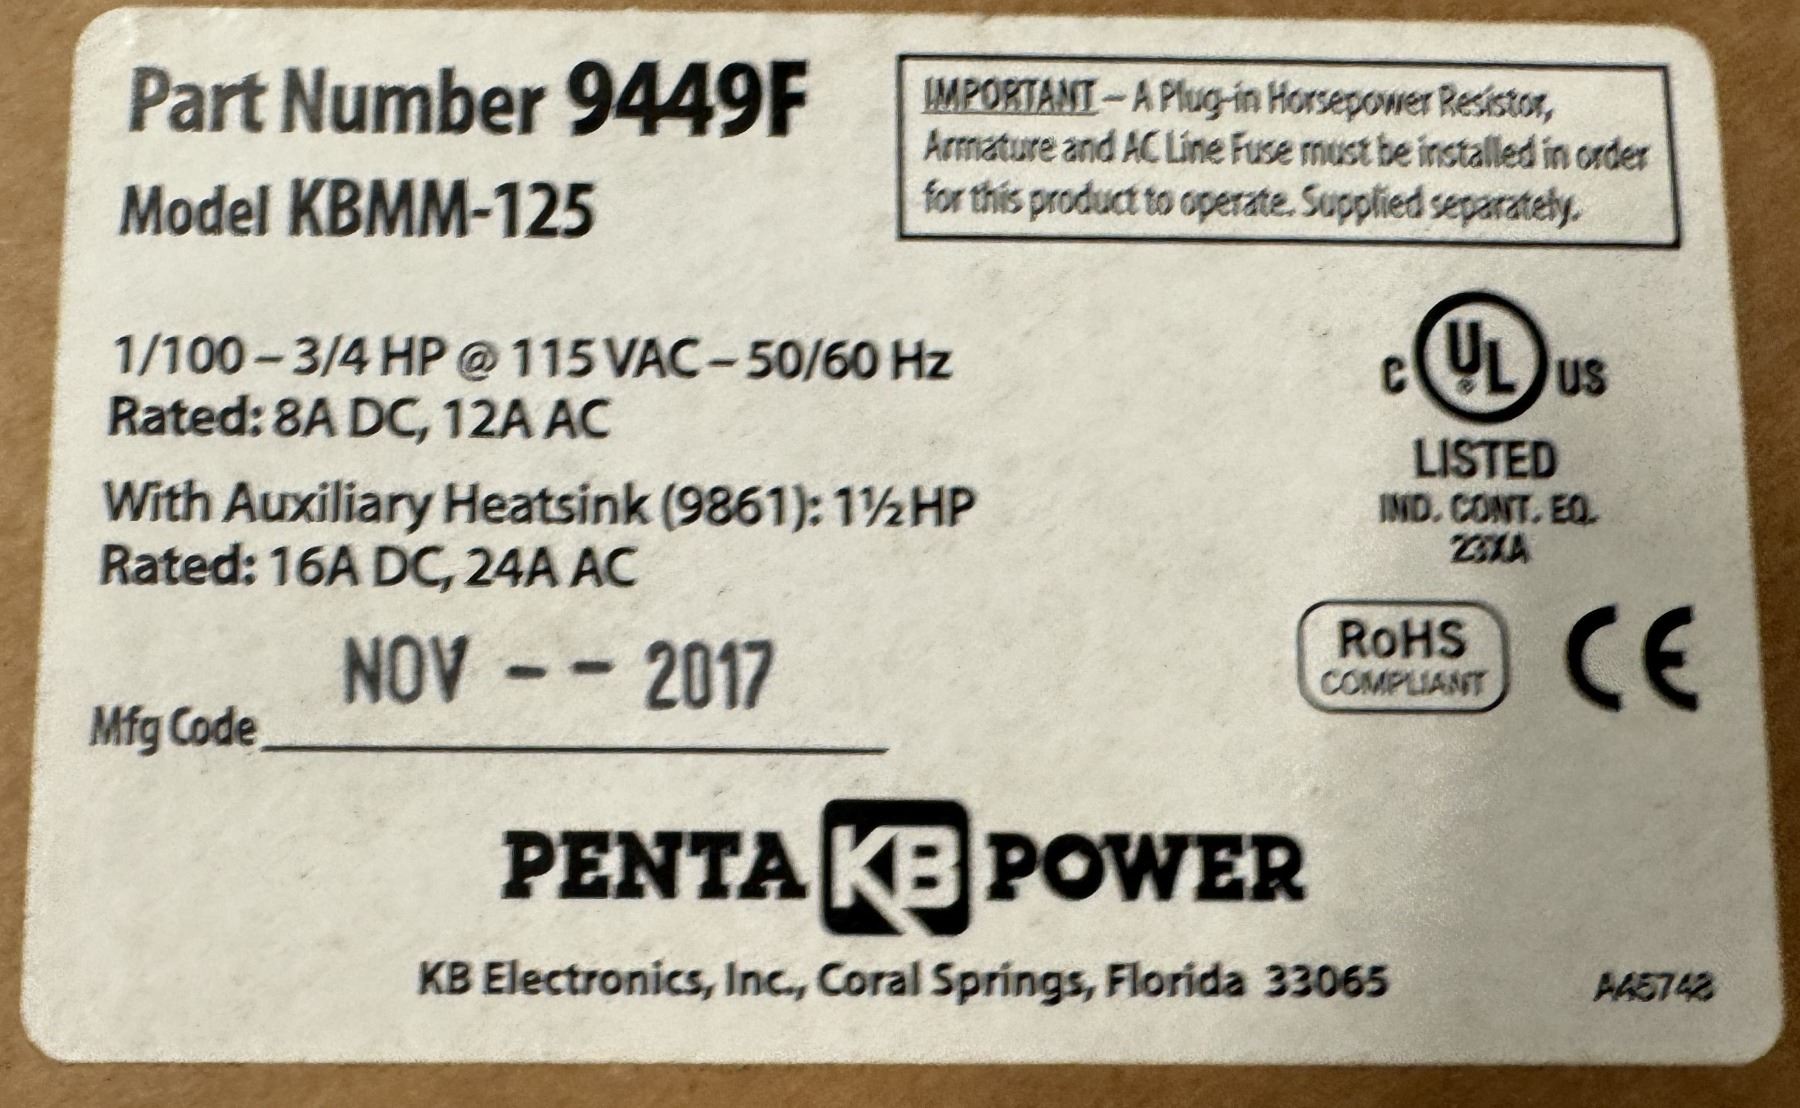 Part Number 9449F
Model KBMM-125
IMPORTANT – A Plug-in Horsepower Resistor,
Armature and AC Line Fuse must be installed in order
for this product to operate. Supplied separately.
1/100 – 3/4 HP @ 115 VAC – 50/60 Hz
Rated: 8A DC, 12A AC
With Auxiliary Heatsink (9861): 1½ HP
Rated: 16A DC, 24A AC
C UL ® US
LISTED
IND. CONT. EQ.
23XA
NOV -- 2017
Mfg Code
RoHS
COMPLIANT
CE
PENTA KB POWER
KB Electronics, Inc., Coral Springs, Florida 33065
A45748